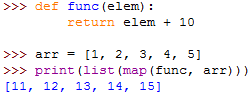 >>> def func(elem):
        return elem + 10
>>> arr = [1, 2, 3, 4, 5]
>>> print(list(map(func, arr)))
[11, 12, 13, 14, 15]